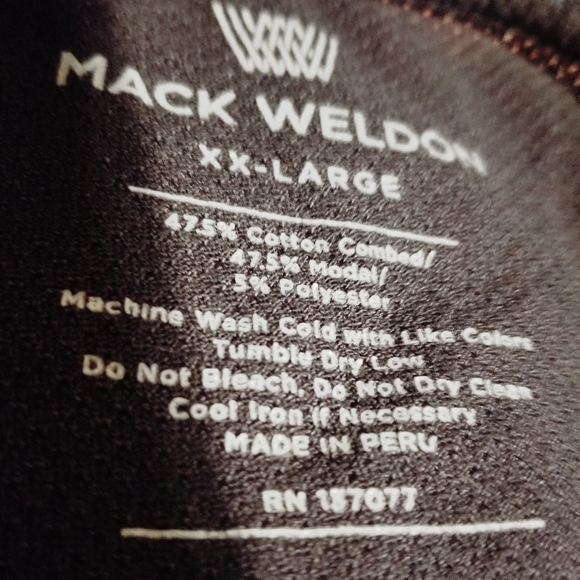 MACK WELDON
XX-LARGE
47.5% Cotton Combed/
47.5% Modal/
5% Polyester
Machine Wash Cold with Like Colors
Tumble Dry Low
Do Not Bleach. Do Not Dry Clean
Cool Iron if Necessary
MADE IN PERU
RN 157077